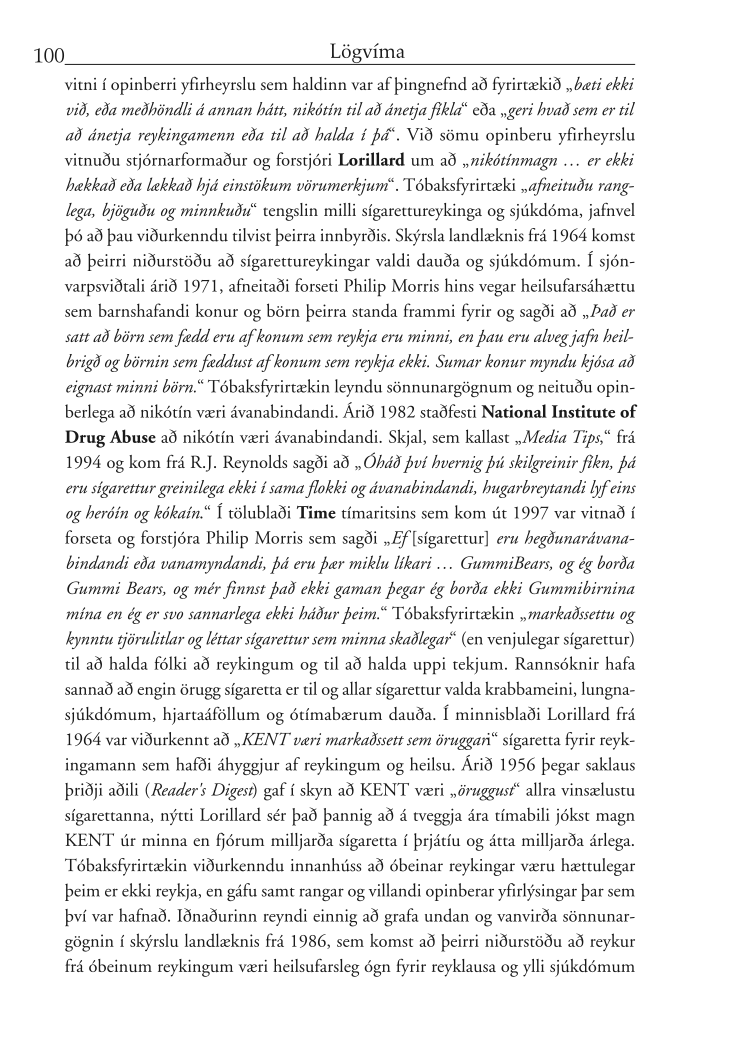 100
Lögvíma
vitni í opinberri yfirheyrslu sem haldinn var af þingnefnd að fyrirtækið „bæti ekki
við, eða meðhöndli á annan hátt, nikótín til að ánetja fíkla“ eða „geri hvað sem er til
að ánetja reykingamenn eða til að halda í þá“. Við sömu opinberu yfirheyrslu
vitnuðu stjórnarformaður og forstjóri Lorillard um að „nikótínmagn … er ekki
hækkað eða lækkað hjá einstökum vörumerkjum“. Tóbaksfyrirtæki „afneituðu rang-
lega, bjöguðu og minnkuðu“ tengslin milli sígarettureykinga og sjúkdóma, jafnvel
þó að þau viðurkenndu tilvist þeirra innbyrðis. Skýrsla landlæknis frá 1964 komst
að þeirri niðurstöðu að sígarettureykingar valdi dauða og sjúkdómum. Í sjón-
varpsviðtali árið 1971, afneitaði forseti Philip Morris hins vegar heilsufarsáhættu
sem barnshafandi konur og börn þeirra standa frammi fyrir og sagði að „Það er
satt að börn sem fædd eru af konum sem reykja eru minni, en þau eru alveg jafn heil-
brigð og börnin sem fæddust af konum sem reykja ekki. Sumar konur myndu kjósa að
eignast minni börn.“ Tóbaksfyrirtækin leyndu sönnunargögnum og neituðu opin-
berlega að nikótín væri ávanabindandi. Árið 1982 staðfesti National Institute of
Drug Abuse að nikótín væri ávanabindandi. Skjal, sem kallast „Media Tips,“ frá
1994 og kom frá R.J. Reynolds sagði að „Óháð því hvernig þú skilgreinir fíkn, þá
eru sígarettur greinilega ekki í sama flokki og ávanabindandi, hugarbreytandi lyf eins
og heróín og kókaín.“ Í tölublaði Time tímaritsins sem kom út 1997 var vitnað í
forseta og forstjóra Philip Morris sem sagði „Ef [sígarettur] eru hegðunarávana-
bindandi eða vanamyndandi, þá eru þær miklu líkari … GummiBears, og ég borða
Gummi Bears, og mér finnst það ekki gaman þegar ég borða ekki Gummibirnina
mína en ég er svo sannarlega ekki háður þeim.“ Tóbaksfyrirtækin „markaðssettu og
kynntu tjörulitlar og léttar sígarettur sem minna skaðlegar“ (en venjulegar sígarettur)
til að halda fólki að reykingum og til að halda uppi tekjum. Rannsóknir hafa
sannað að engin örugg sígaretta er til og allar sígarettur valda krabbameini, lungna-
sjúkdómum, hjartaáföllum og ótímabærum dauða. Í minnisblaði Lorillard frá
1964 var viðurkennt að „KENT væri markaðssett sem öruggari“ sígaretta fyrir reyk-
ingamann sem hafði áhyggjur af reykingum og heilsu. Árið 1956 þegar saklaus
þriðji aðili (Reader's Digest) gaf í skyn að KENT væri „öruggust“ allra vinsælustu
sígarettanna, nýtti Lorillard sér það þannig að á tveggja ára tímabili jókst magn
KENT úr minna en fjórum milljarða sígaretta í þrjátíu og átta milljarða árlega.
Tóbaksfyrirtækin viðurkenndu innanhúss að óbeinar reykingar væru hættulegar
þeim er ekki reykja, en gáfu samt rangar og villandi opinberar yfirlýsingar þar sem
því var hafnað. Iðnaðurinn reyndi einnig að grafa undan og vanvirða sönnunar-
gögnin í skýrslu landlæknis frá 1986, sem komst að þeirri niðurstöðu að reykur
frá óbeinum reykingum væri heilsufarsleg ógn fyrir reyklausa og ylli sjúkdómum